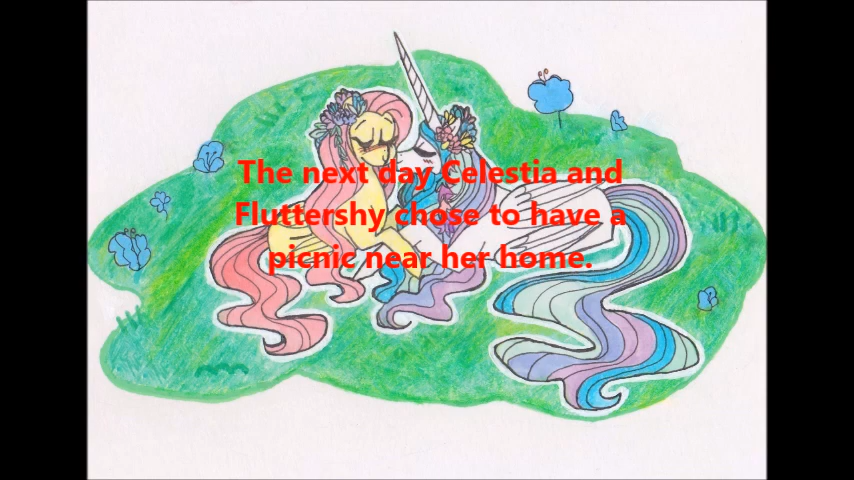 The next day Celestia and
Fluttershy chose to have a
picnic near her home.